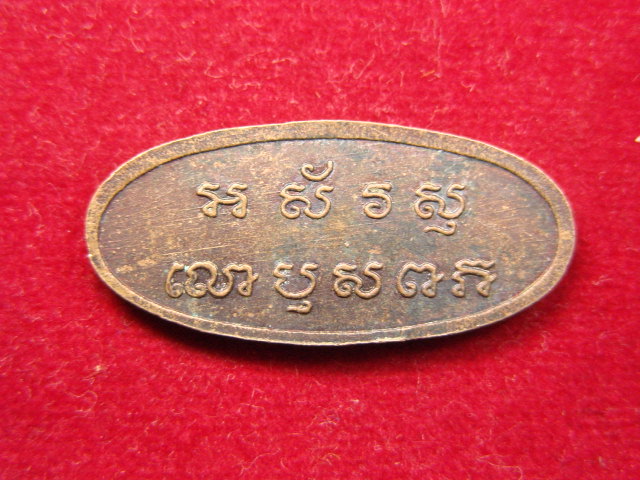 អ ស័ វ សុ
លោ បុ ស ព ភ